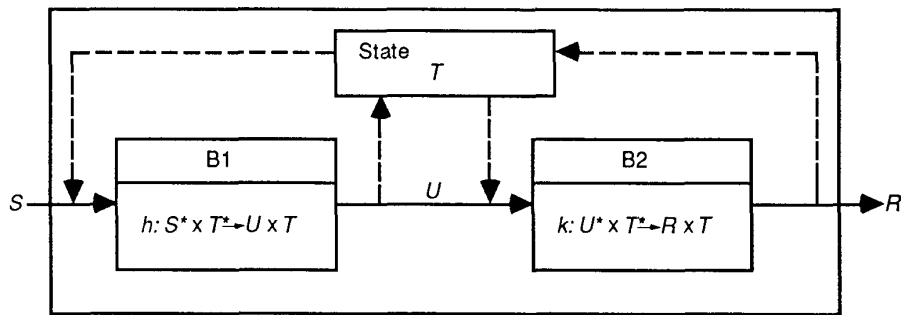 State
T
B1
B2
S
U
R
h: S* x T* → U x T
k: U* x T* → R x T